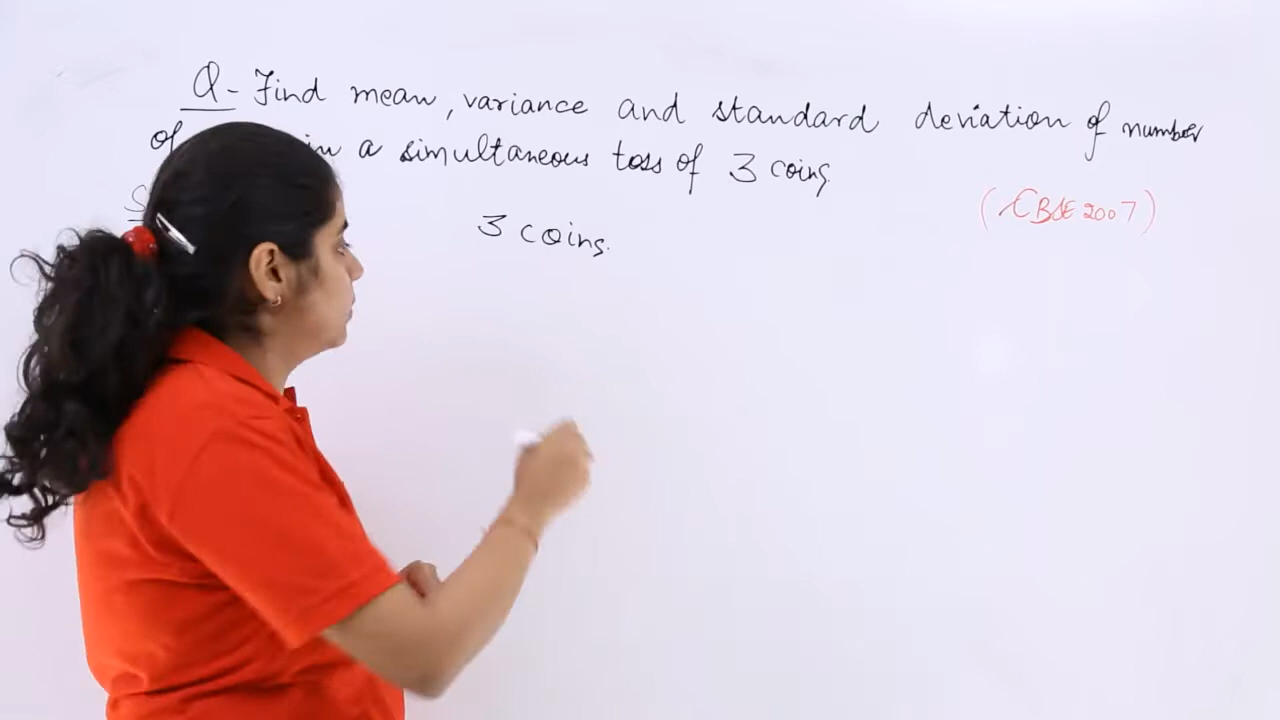 Q- Find mean, variance and standard deviation of number
of in a simultaneous toss of 3 coins.
3 coins.
(CBSE 2007)